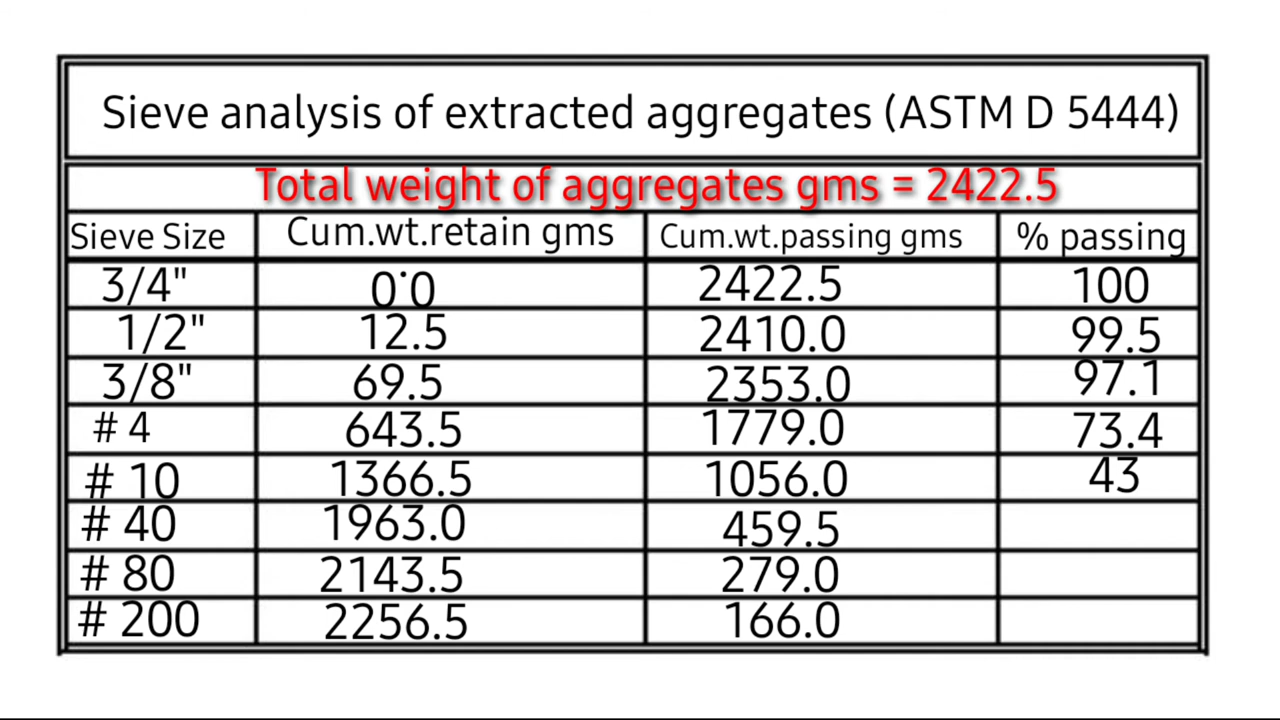 Sieve analysis of extracted aggregates (ASTM D 5444)
Total weight of aggregates gms = 2422.5
Sieve Size Cum.wt.retain gms Cum.wt.passing gms % passing
3/4" 0.0 2422.5 100
1/2" 12.5 2410.0 99.5
3/8" 69.5 2353.0 97.1
# 4 643.5 1779.0 73.4
# 10 1366.5 1056.0 43
# 40 1963.0 459.5
# 80 2143.5 279.0
# 200 2256.5 166.0